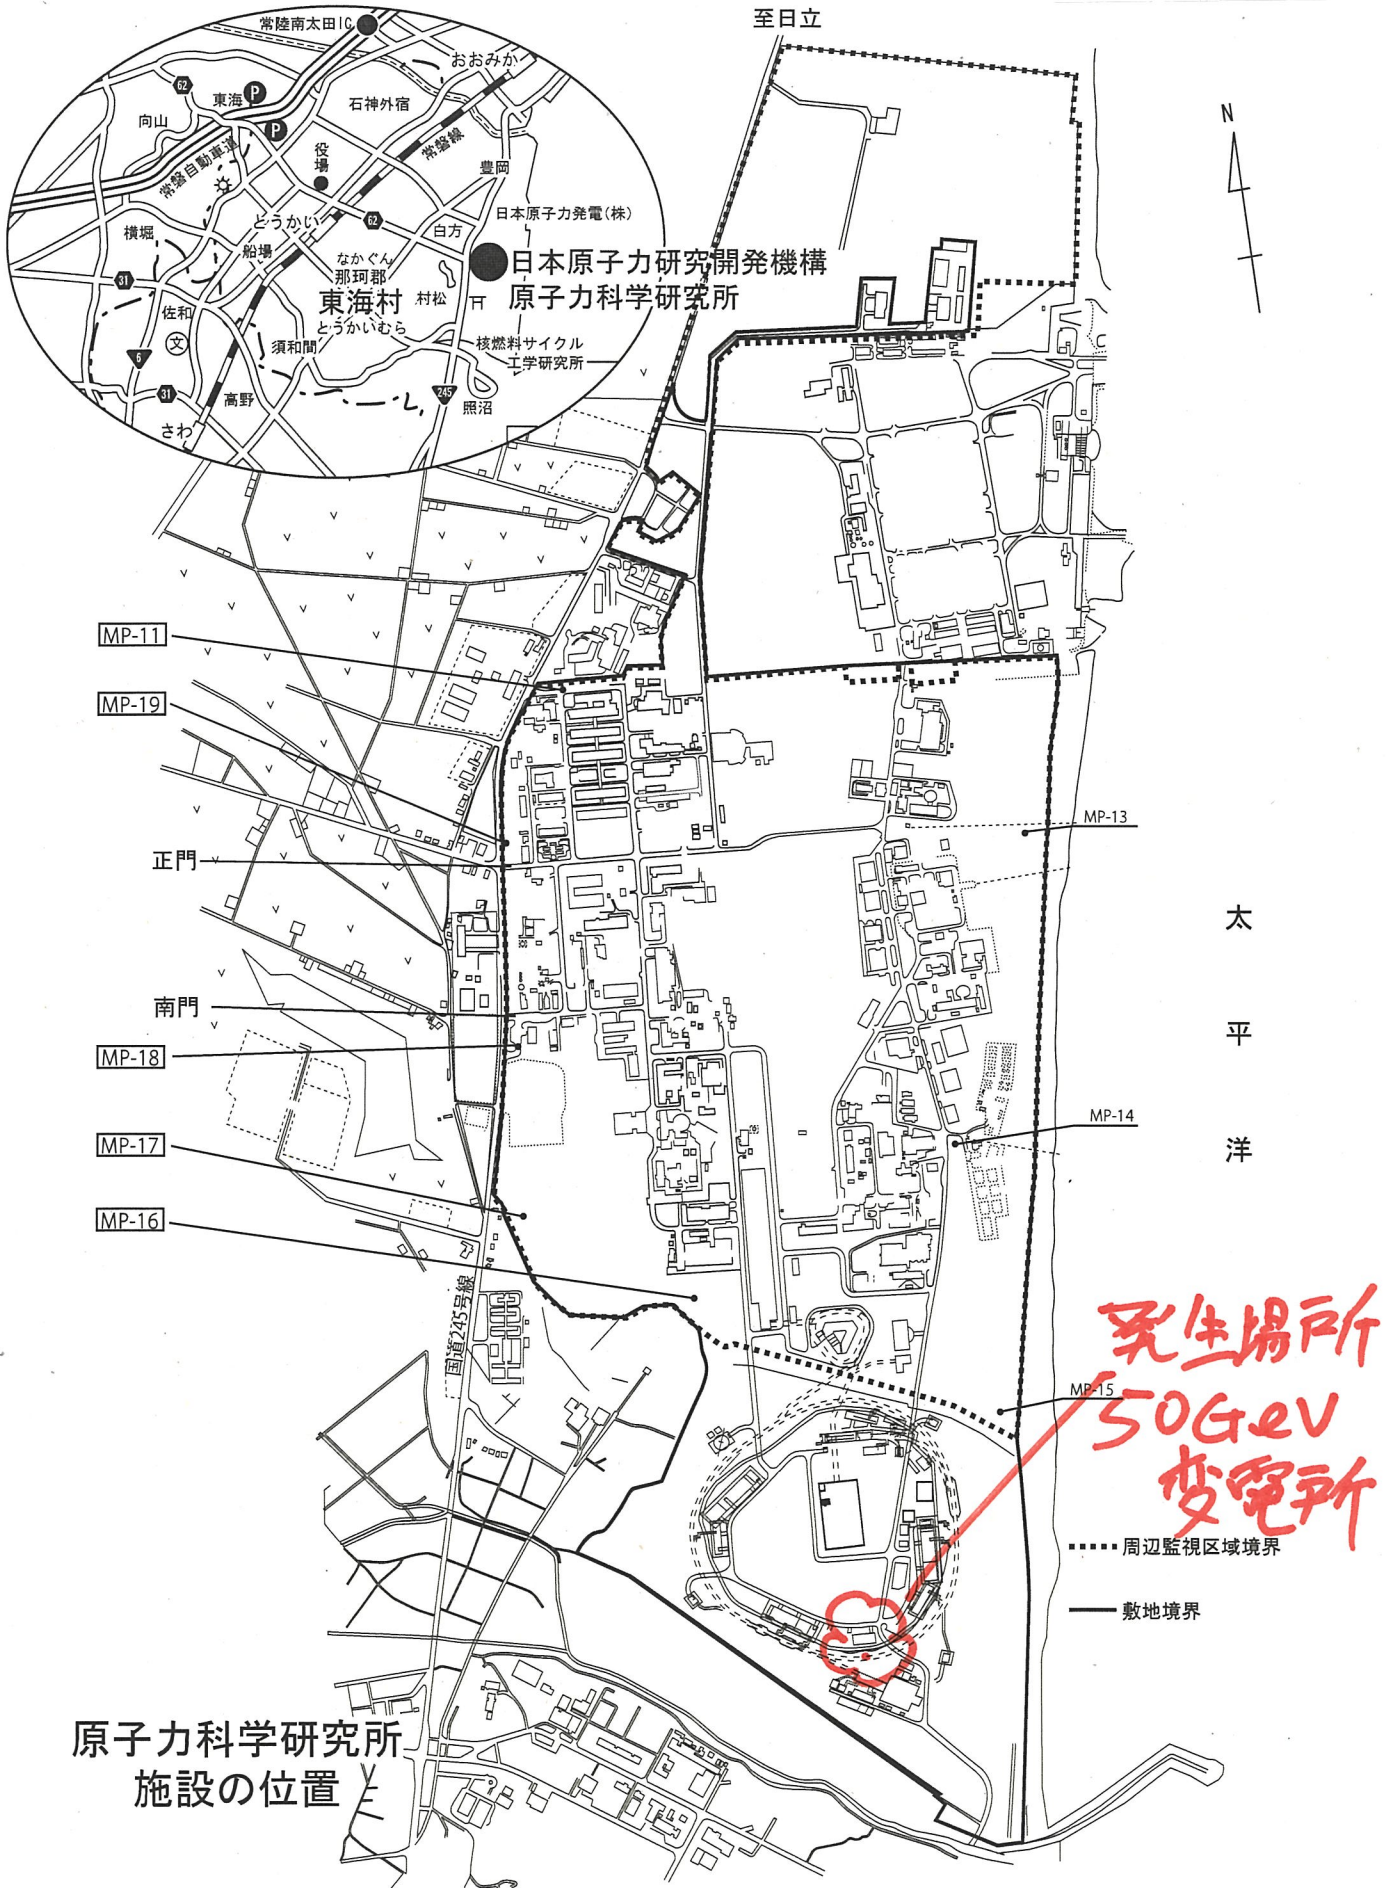 至日立
常陸南太田IC
おおみか
62
東海
P
石神外宿
向山
P
役場
常磐線
常磐自動車道
豊岡
とうかい
62
日本原子力発電(株)
横堀
船場
白方
なかぐん
那珂郡
日本原子力研究開発機構
31
東海村
村松
原子力科学研究所
佐和
とうかいむら
文
須和間
核燃料サイクル
工学研究所
6
31
高野
245
照沼
さわ
N
MP-11
MP-19
MP-13
正門
太
平
洋
南門
MP-18
MP-14
MP-17
MP-16
国道245号線
発生場所
MP-15
50GeV
変電所
周辺監視区域境界
敷地境界
原子力科学研究所
施設の位置